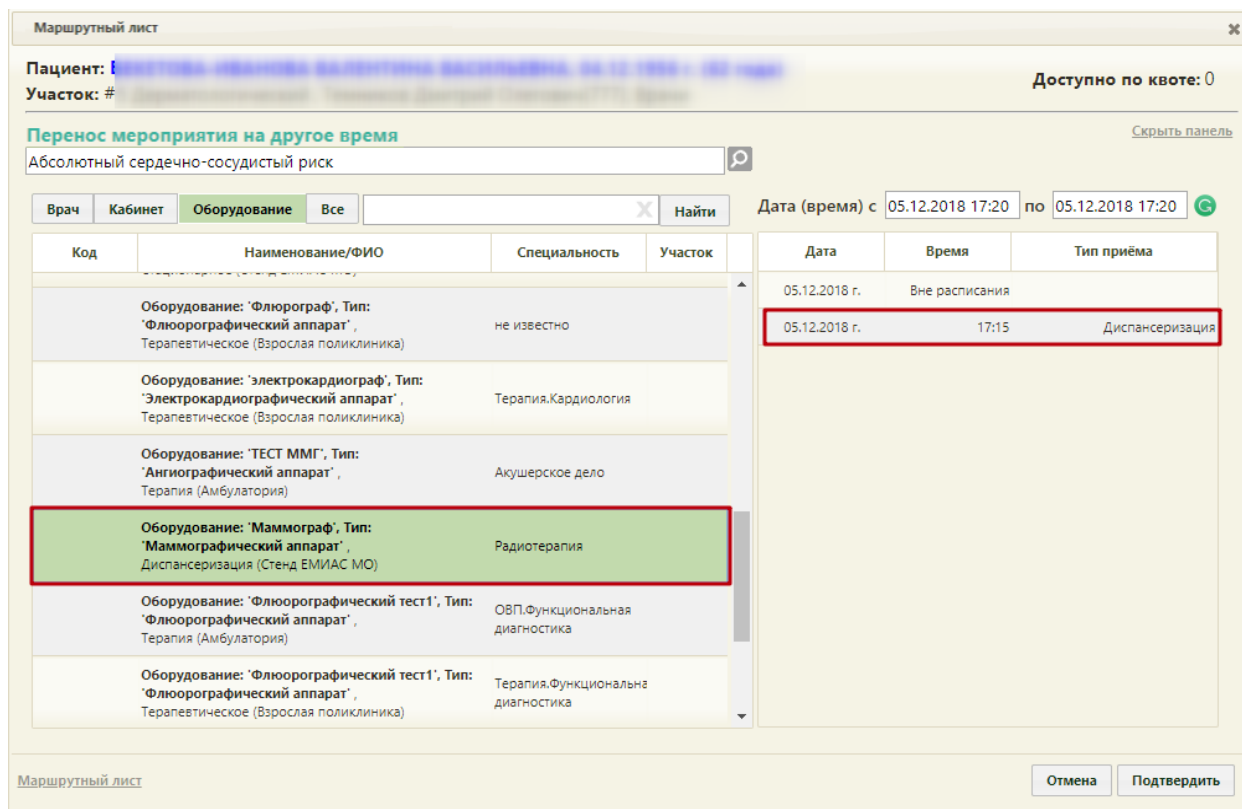 Маршрутный лист
Пациент:
Участок: #
Доступно по квоте: 0
Перенос мероприятия на другое время
Скрыть панель
Абсолютный сердечно-сосудистый риск
Врач Кабинет Оборудование Все Найти
Дата (время) с 05.12.2018 17:20 по 05.12.2018 17:20
Код Наименование/ФИО Специальность Участок
Оборудование: 'Флюрограф', Тип:
'Флюорографический аппарат' ,
Терапевтическое (Взрослая поликлиника)
не известно
Оборудование: 'электрокардиограф', Тип:
'Электрокардиографический аппарат' ,
Терапевтическое (Взрослая поликлиника)
Терапия.Кардиология
Оборудование: 'ТЕСТ ММГ', Тип:
'Ангиографический аппарат' ,
Терапия (Амбулатория)
Акушерское дело
Оборудование: 'Маммограф', Тип:
'Маммографический аппарат' ,
Диспансеризация (Стенд ЕМИАС МО)
Радиотерапия
Оборудование: 'Флюорографический тест1', Тип:
'Флюорографический аппарат' ,
Терапия (Амбулатория)
ОВП.Функциональная
диагностика
Оборудование: 'Флюорографический тест1', Тип:
'Флюорографический аппарат' ,
Терапевтическое (Взрослая поликлиника)
Терапия.Функциональна
диагностика
Дата Время Тип приёма
05.12.2018 г. Вне расписания
05.12.2018 г. 17:15 Диспансеризация
Маршрутный лист
Отмена Подтвердить